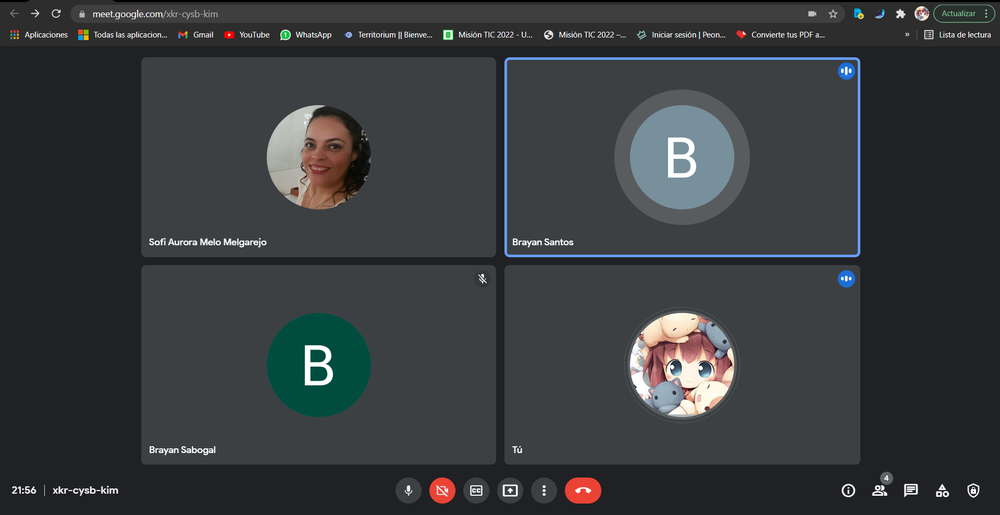 meet.google.com/xkr-cysb-kim
Actualizar
Aplicaciones
Todas las aplicacion...
Gmail
YouTube
1
WhatsApp
Territorium || Bienve...
Misión TIC 2022 - U...
Misión TIC 2022 –...
Iniciar sesión | Peon...
Convierte tus PDF a...
»
Lista de lectura
B
Sofi Aurora Melo Melgarejo
Brayan Santos
B
Brayan Sabogal
Tú
21:56 | xkr-cysb-kim
CC
4